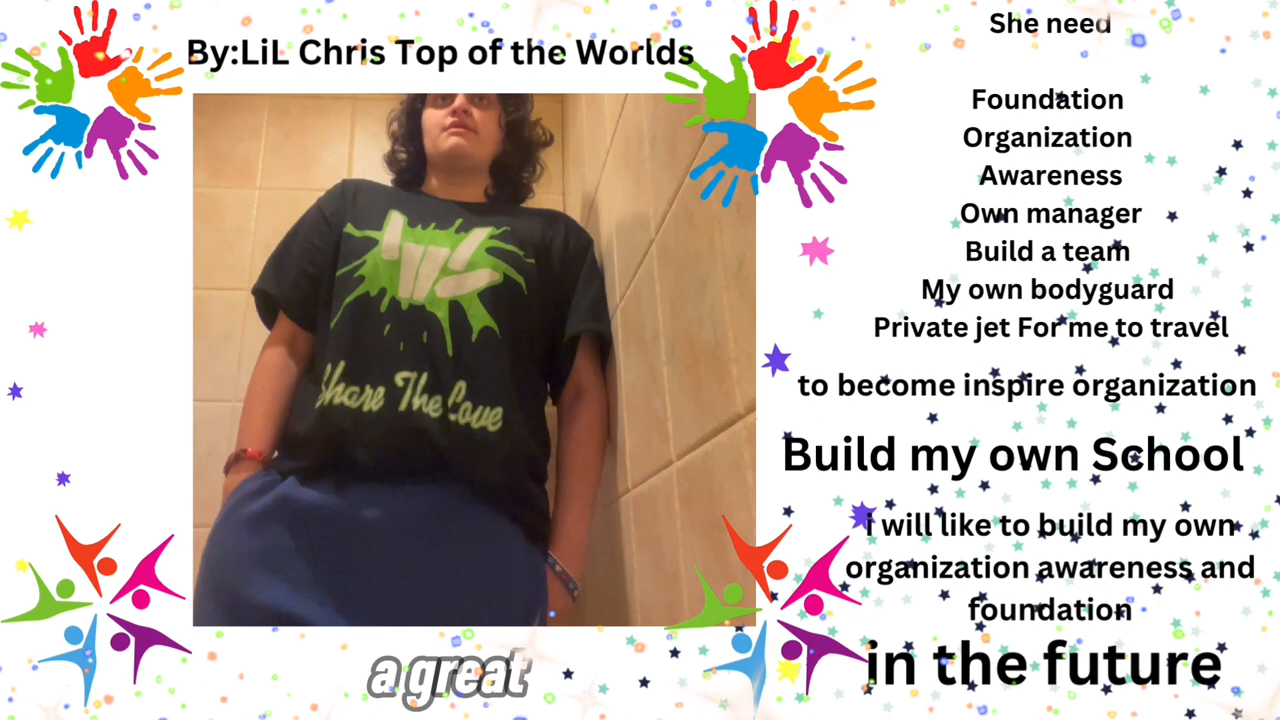 By:LiL Chris Top of the Worlds
Share The Love
a great
She need
Foundation
Organization
Awareness
Own manager
Build a team
My own bodyguard
Private jet For me to travel
to become inspire organization
Build my own School
i will like to build my own
organization awareness and
foundation
in the future